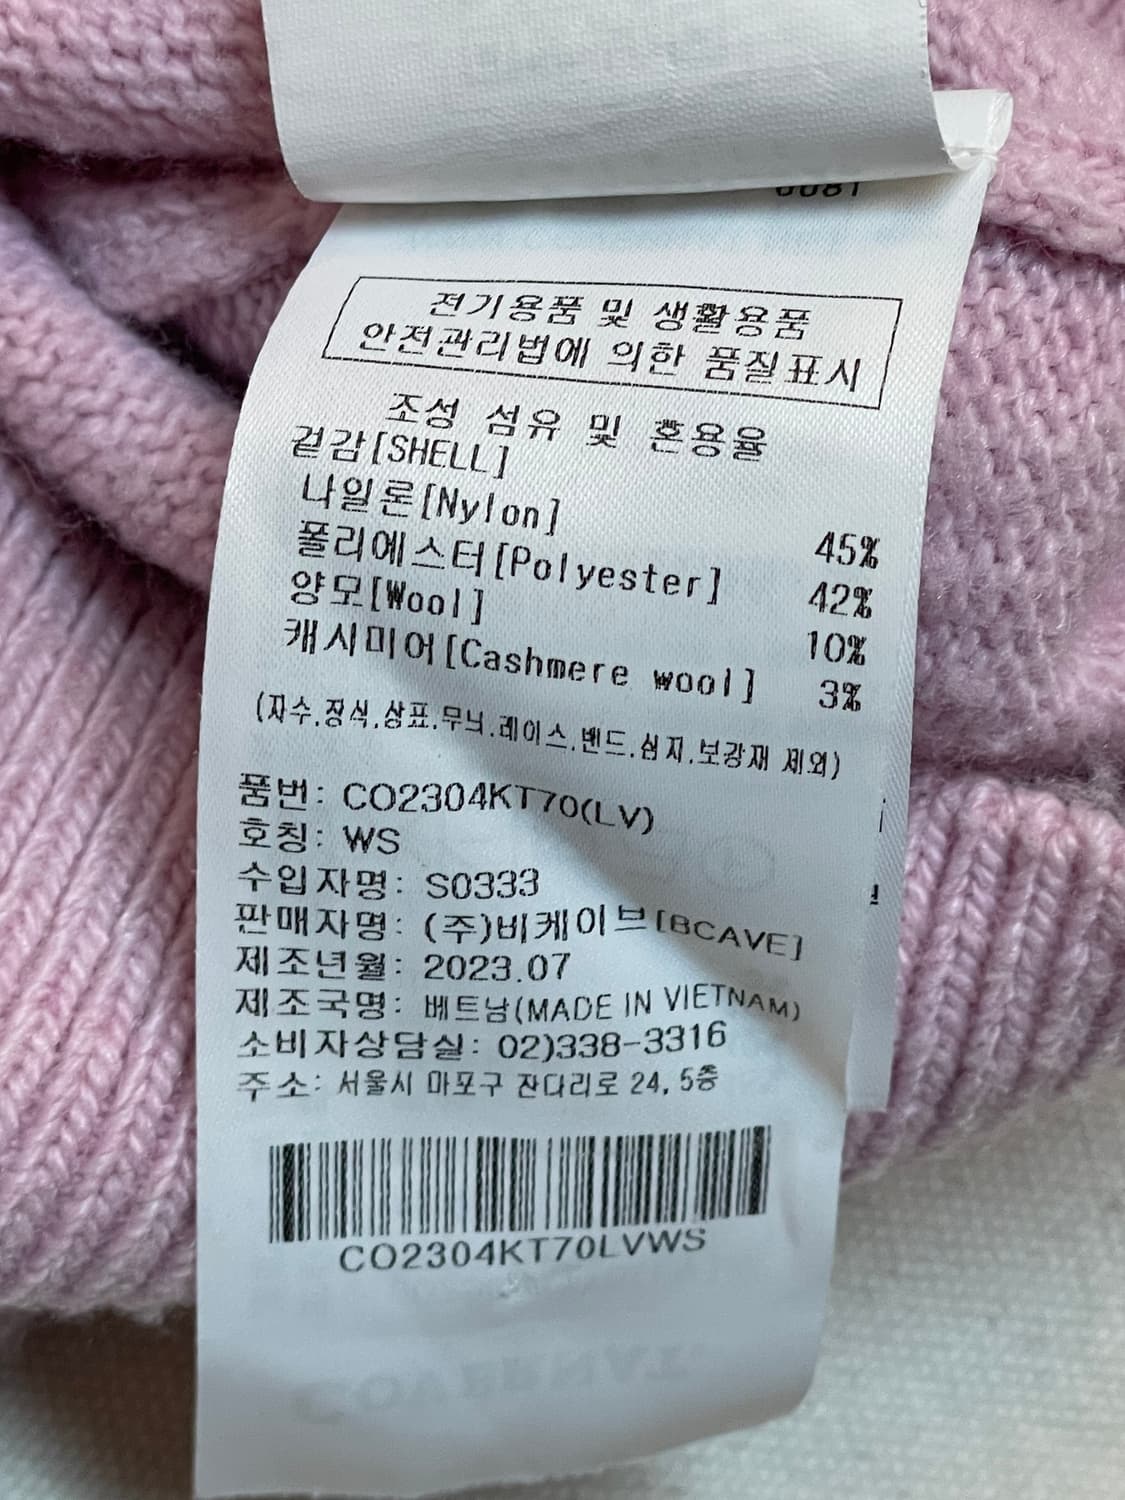 0081
전기용품 및 생활용품
안전관리법에 의한 품질표시
조성 섬유 및 혼용율
겉감[SHELL]
나일론[Nylon] 45%
폴리에스터[Polyester] 42%
양모[Wool] 10%
캐시미어[Cashmere wool] 3%
(자수,장식,상표,무늬,레이스,밴드,심지,보강재 제외)
품번: CO2304KT70(LV)
호칭: WS
수입자명: S0333
판매자명: (주)비케이브[BCAVE]
제조년월: 2023.07
제조국명: 베트남(MADE IN VIETNAM)
소비자상담실: 02)338-3316
주소: 서울시 마포구 잔다리로 24, 5층
CO2304KT70LVWS